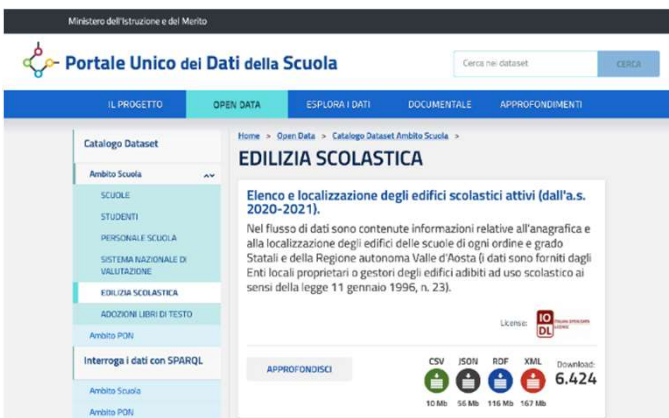 Ministero dell'Istruzione e del Merito
Portale Unico dei Dati della Scuola
Cerca nei dataset
CERCA
IL PROGETTO
OPEN DATA
ESPLORA I DATI
DOCUMENTALE
APPROFONDIMENTI
Catalogo Dataset
Ambito Scuola
SCUOLE
STUDENTI
PERSONALE SCUOLA
SISTEMA NAZIONALE DI
VALUTAZIONE
EDILIZIA SCOLASTICA
ADOZIONI LIBRI DI TESTO
Ambito PON
Interroga i dati con SPARQL
Ambito Scuola
Ambito PON
Home > Open Data > Catalogo Dataset Ambito Scuola >
EDILIZIA SCOLASTICA
Elenco e localizzazione degli edifici scolastici attivi (dall'a.s.
2020-2021).
Nel flusso di dati sono contenute informazioni relative all'anagrafica e
alla localizzazione degli edifici delle scuole di ogni ordine e grado
Statali e della Regione autonoma Valle d'Aosta (i dati sono forniti dagli
Enti locali proprietari o gestori degli edifici adibiti ad uso scolastico ai
sensi della legge 11 gennaio 1996, n. 23).
License:
IO
DL
APPROFONDISCI
CSV JSON RDF XML
Download:
6.424
10 Mb 56 Mb 116 Mb 167 Mb